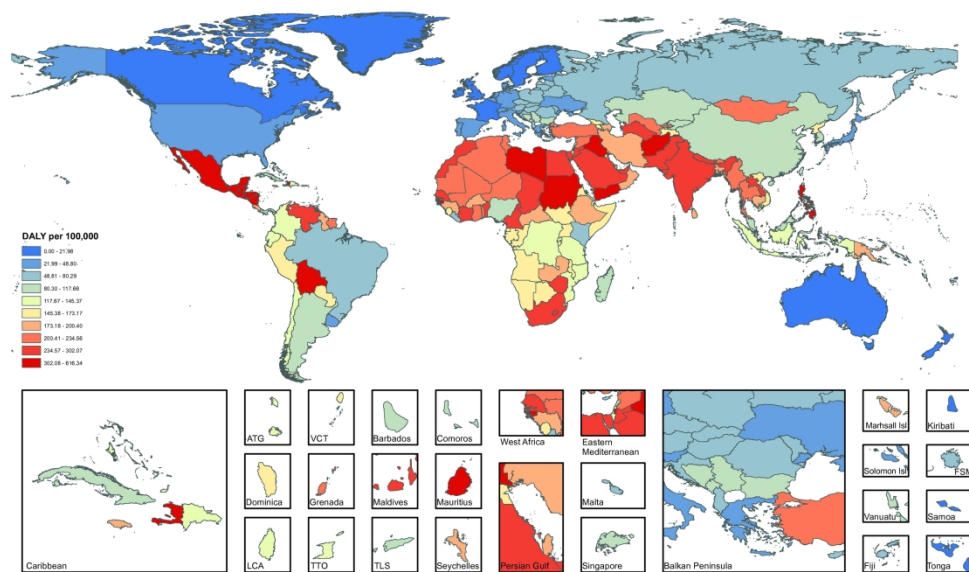 DALY per 100,000
0.00 - 21.98
21.99 - 48.80
48.81 - 80.29
80.30 - 117.66
117.67 - 145.37
145.38 - 173.17
173.18 - 200.40
200.41 - 234.56
234.57 - 302.07
302.08 - 616.34
Caribbean
ATG
VCT
Barbados
Comoros
West Africa
Eastern
Mediterranean
Marhsall Isl
Kiribati
Dominica
Grenada
Maldives
Mauritius
Malta
Solomon Isl
FSM
Vanuatu
Samoa
LCA
TTO
TLS
Seychelles
Persian Gulf
Singapore
Balkan Peninsula
Fiji
Tonga